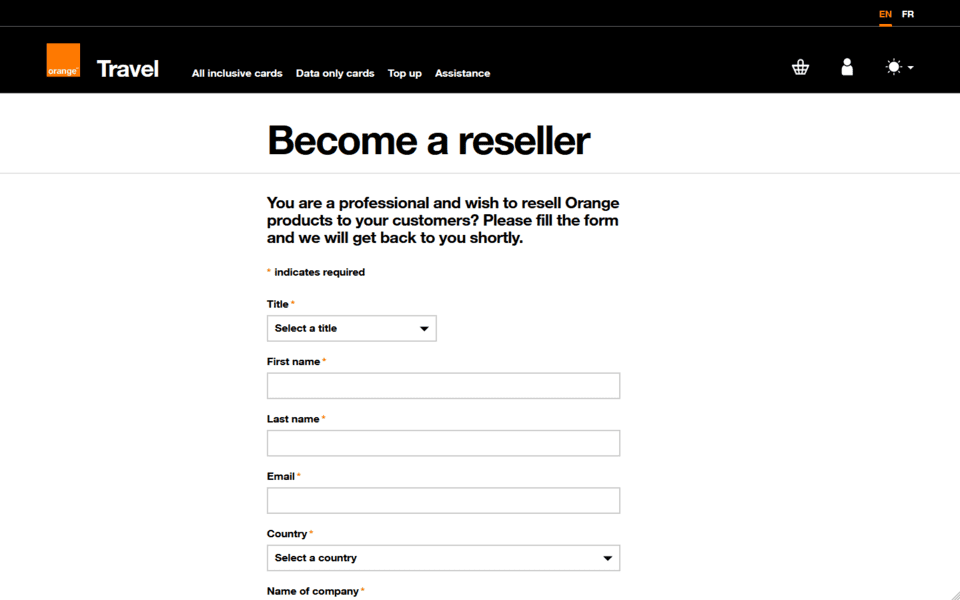 EN FR
orange
Travel
All inclusive cards Data only cards Top up Assistance
Become a reseller
You are a professional and wish to resell Orange
products to your customers? Please fill the form
and we will get back to you shortly.
* indicates required
Title *
Select a title
First name *
Last name *
Email *
Country *
Select a country
Name of company *